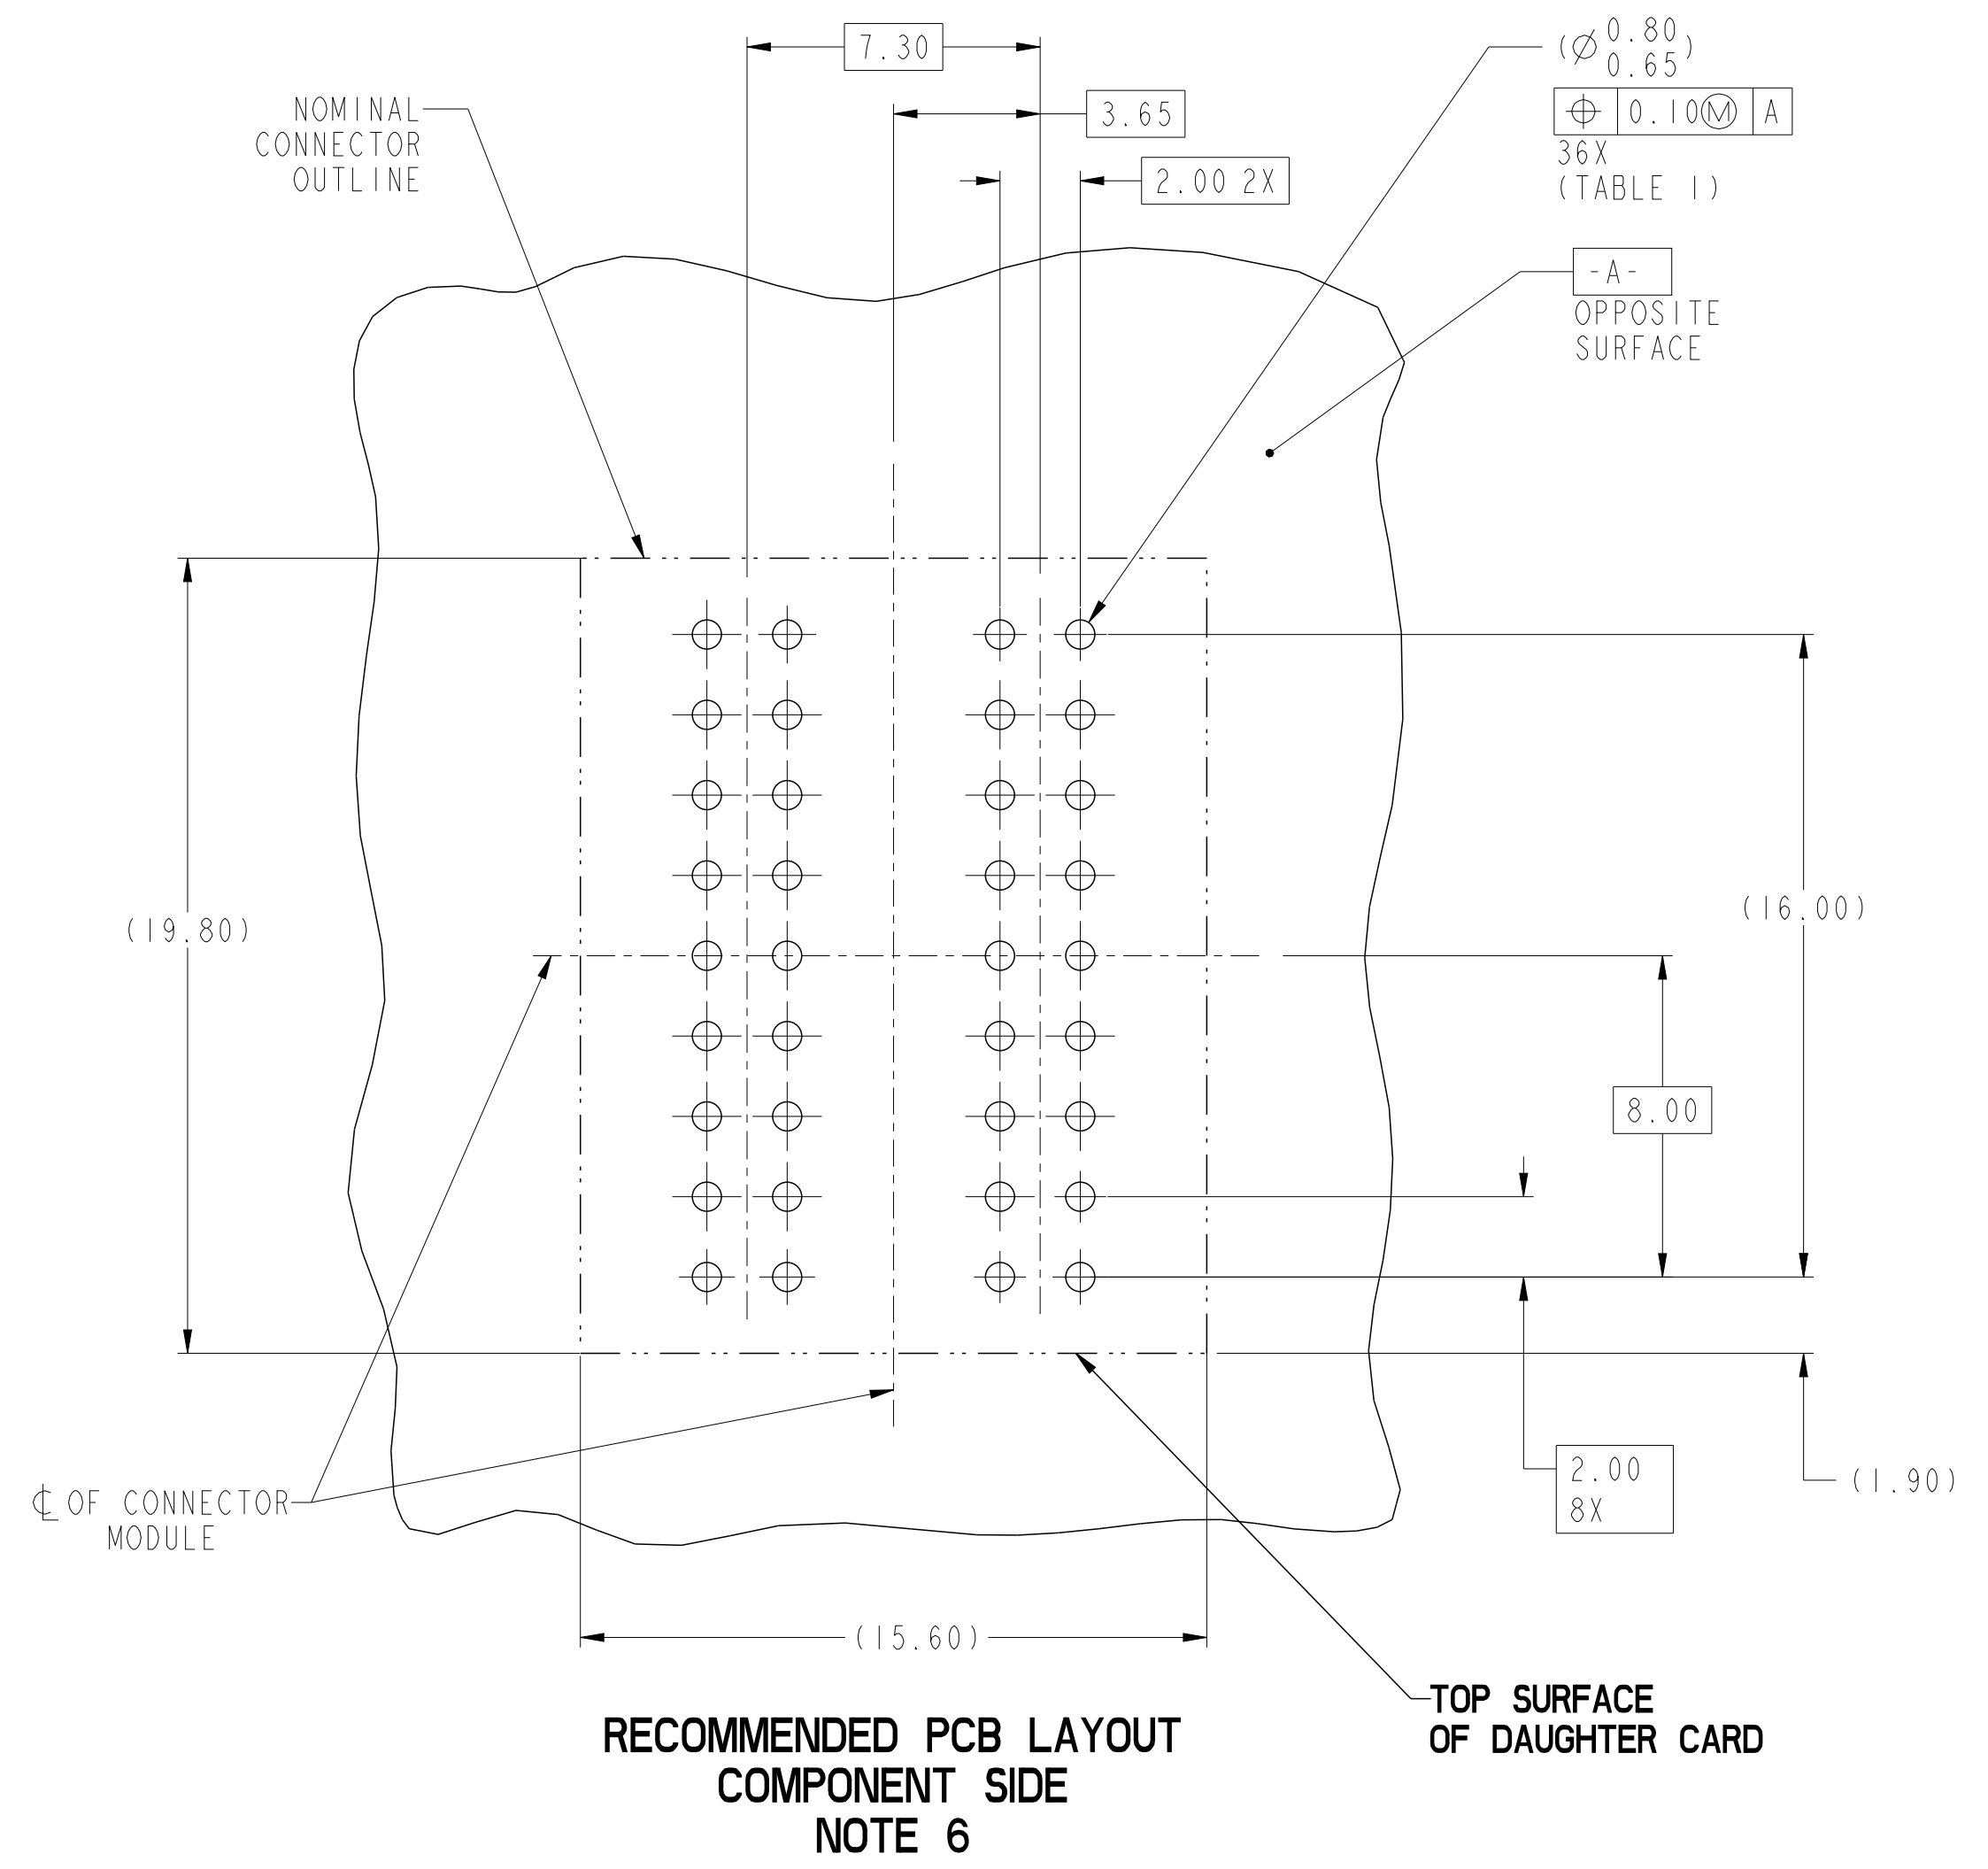 7.30
3.65
2.00 2X
(⌀ 0.80
0.65)
⌖ 0.10Ⓜ A
36X
(TABLE 1)
NOMINAL
CONNECTOR
OUTLINE
-A-
OPPOSITE
SURFACE
(19.80)
(16.00)
8.00
2.00
8X
(1.90)
℄ OF CONNECTOR
MODULE
(15.60)
TOP SURFACE
OF DAUGHTER CARD
RECOMMENDED PCB LAYOUT
COMPONENT SIDE
NOTE 6